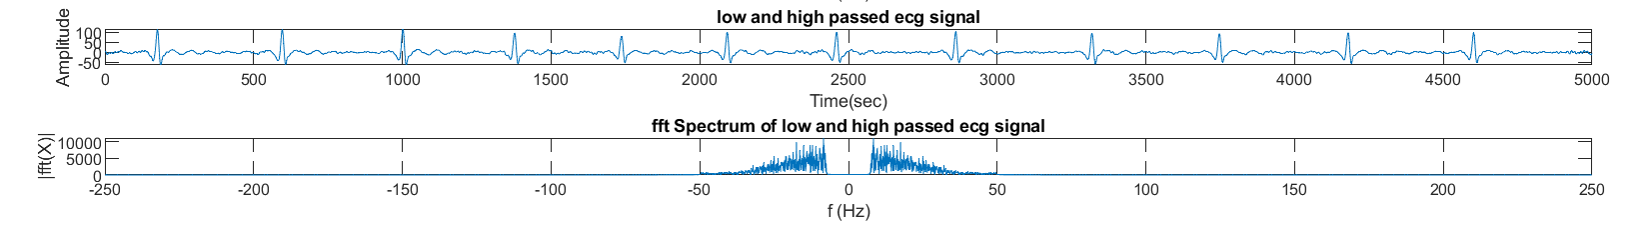 low and high passed ecg signal
Amplitude
100
50
0
-50
0 500 1000 1500 2000 2500 3000 3500 4000 4500 5000
Time(sec)
fft Spectrum of low and high passed ecg signal
|fft(X)|
10000
5000
0
-250 -200 -150 -100 -50 0 50 100 150 200 250
f (Hz)